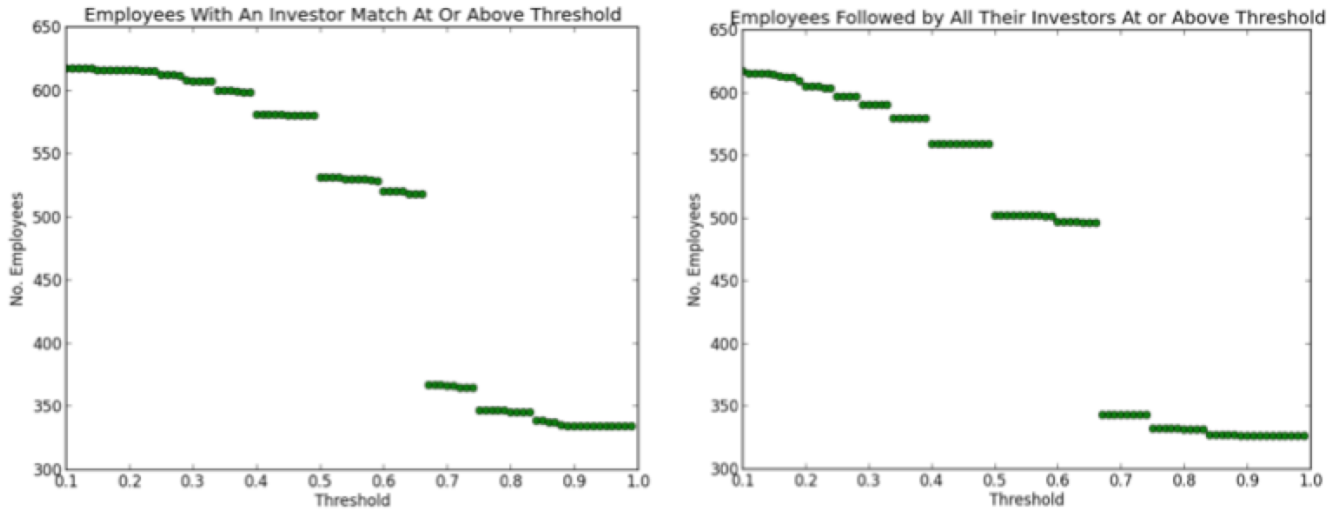 Employees With An Investor Match At Or Above Threshold
650
600
550
500
450
400
350
300
No. Employees
0.1 0.2 0.3 0.4 0.5 0.6 0.7 0.8 0.9 1.0
Threshold
Employees Followed by All Their Investors At or Above Threshold
650
600
550
500
450
400
350
300
No. Employees
0.1 0.2 0.3 0.4 0.5 0.6 0.7 0.8 0.9 1.0
Threshold